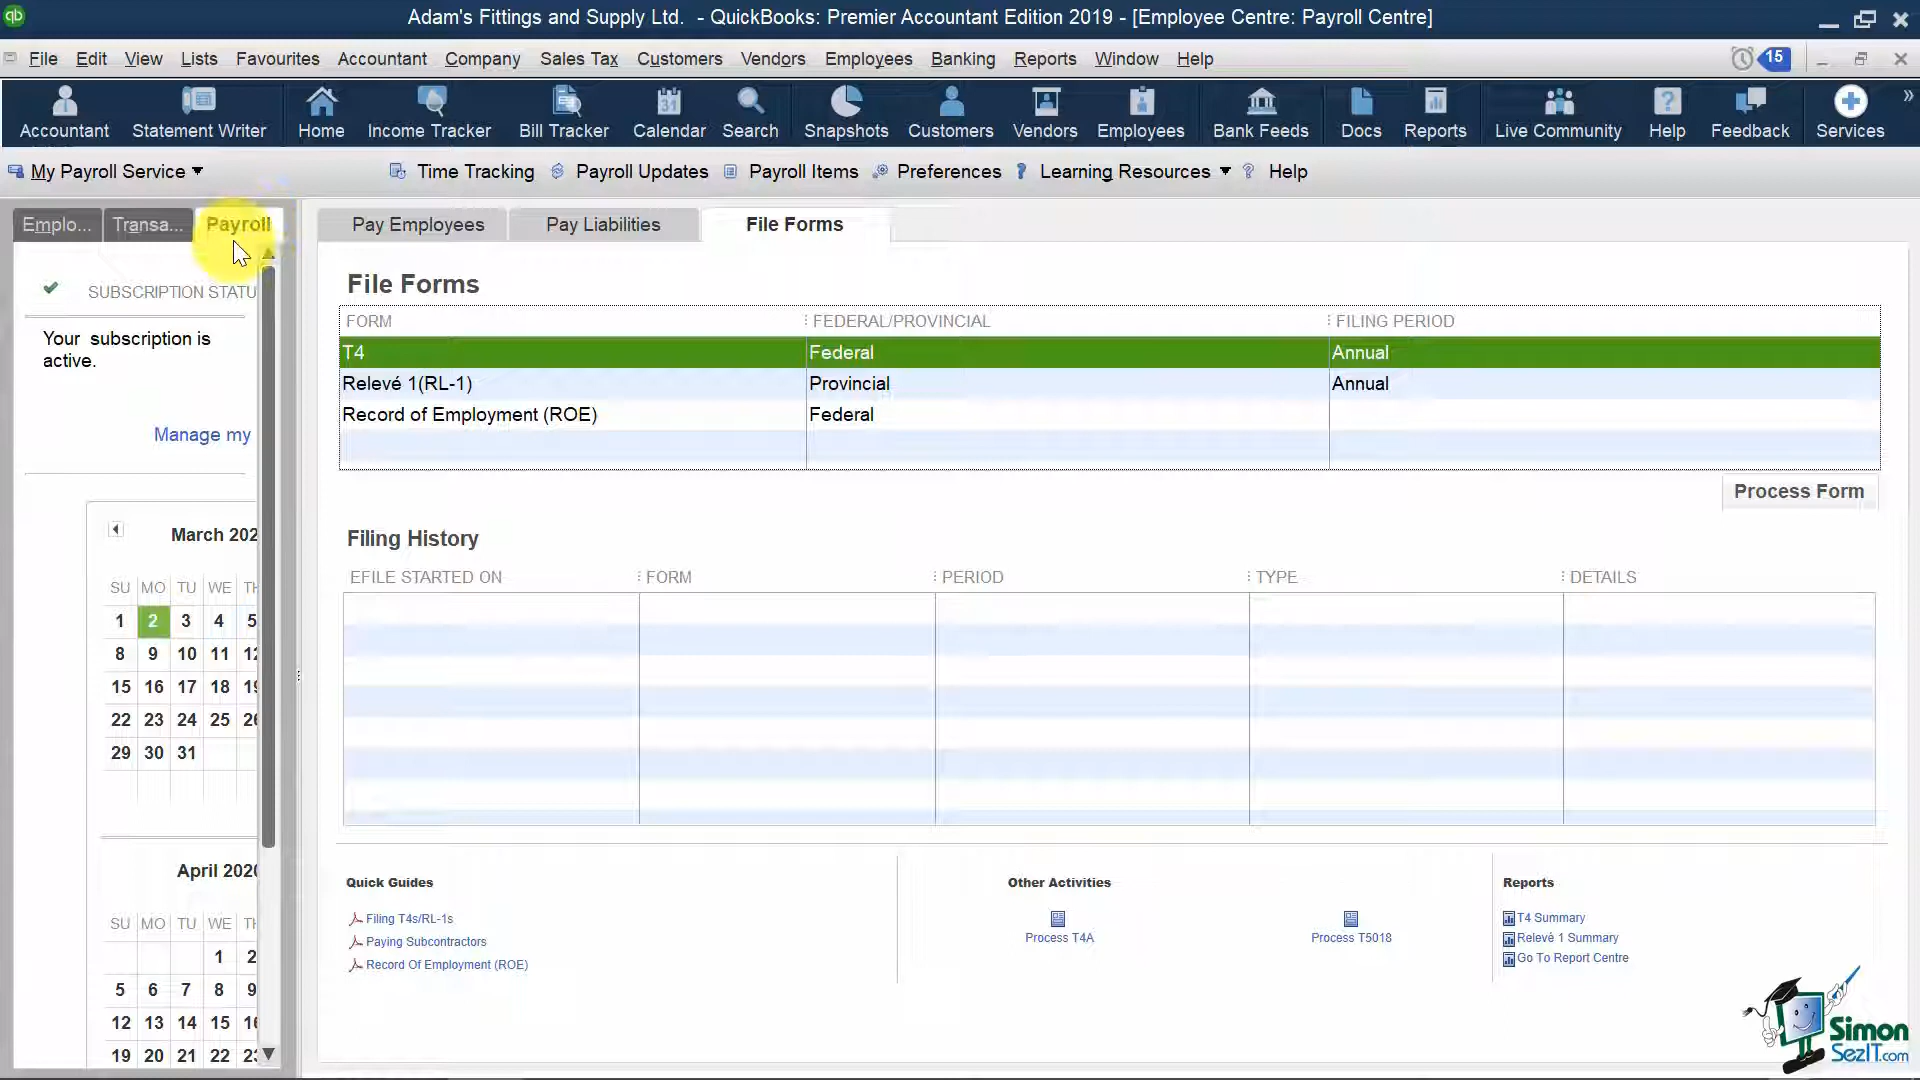 qb
Adam's Fittings and Supply Ltd. - QuickBooks: Premier Accountant Edition 2019 - [Employee Centre: Payroll Centre]
File Edit View Lists Favourites Accountant Company Sales Tax Customers Vendors Employees Banking Reports Window Help 15
31
Accountant Statement Writer Home Income Tracker Bill Tracker Calendar Search Snapshots Customers Vendors Employees Bank Feeds Docs Reports Live Community Help Feedback Services
My Payroll Service Time Tracking Payroll Updates Payroll Items Preferences Learning Resources Help
Emplo... Transa... Payroll
SUBSCRIPTION STATU
Your subscription is
active.
Manage my
March 202
SU MO TU WE TH
1 2 3 4 5
8 9 10 11 12
15 16 17 18 19
22 23 24 25 26
29 30 31
April 2020
SU MO TU WE TH
1 2
5 6 7 8 9
12 13 14 15 16
19 20 21 22 23
Pay Employees Pay Liabilities File Forms
File Forms
FORM FEDERAL/PROVINCIAL FILING PERIOD
T4 Federal Annual
Relevé 1(RL-1) Provincial Annual
Record of Employment (ROE) Federal
Process Form
Filing History
EFILE STARTED ON FORM PERIOD TYPE DETAILS
Quick Guides
Filing T4s/RL-1s
Paying Subcontractors
Record Of Employment (ROE)
Other Activities
Process T4A Process T5018
Reports
T4 Summary
Relevé 1 Summary
Go To Report Centre
Simon
SezIT.com